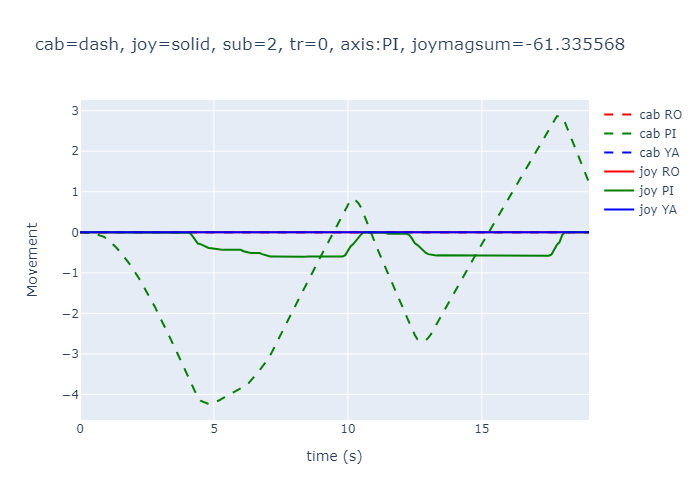 cab=dash, joy=solid, sub=2, tr=0, axis:PI, joymagsum=-61.335568
3
2
1
0
−1
−2
−3
−4
Movement
0
5
10
15
time (s)
cab RO
cab PI
cab YA
joy RO
joy PI
joy YA